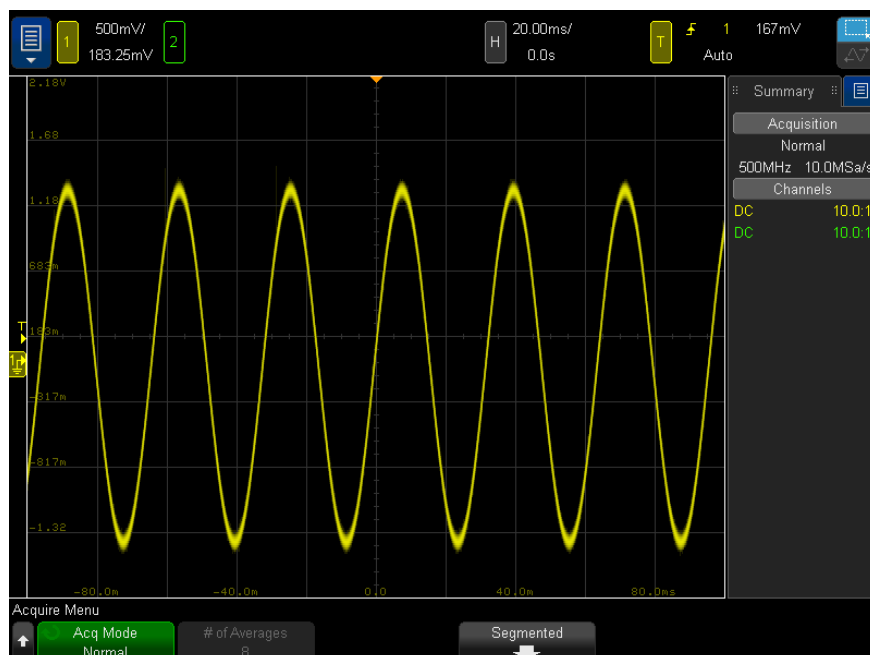 1 500mV/ 2 H 20.00ms/ T 1 167mV
183.25mV 0.0s Auto
2.18V
1.68
1.18
683m
T
183m
1
-317m
-817m
-1.32
-80.0m -40.0m 0.0 40.0m 80.0ms
Summary
Acquisition
Normal
500MHz 10.0MSa/s
Channels
DC 10.0:1
DC 10.0:1
Acquire Menu
Acq Mode # of Averages Segmented
Normal 8